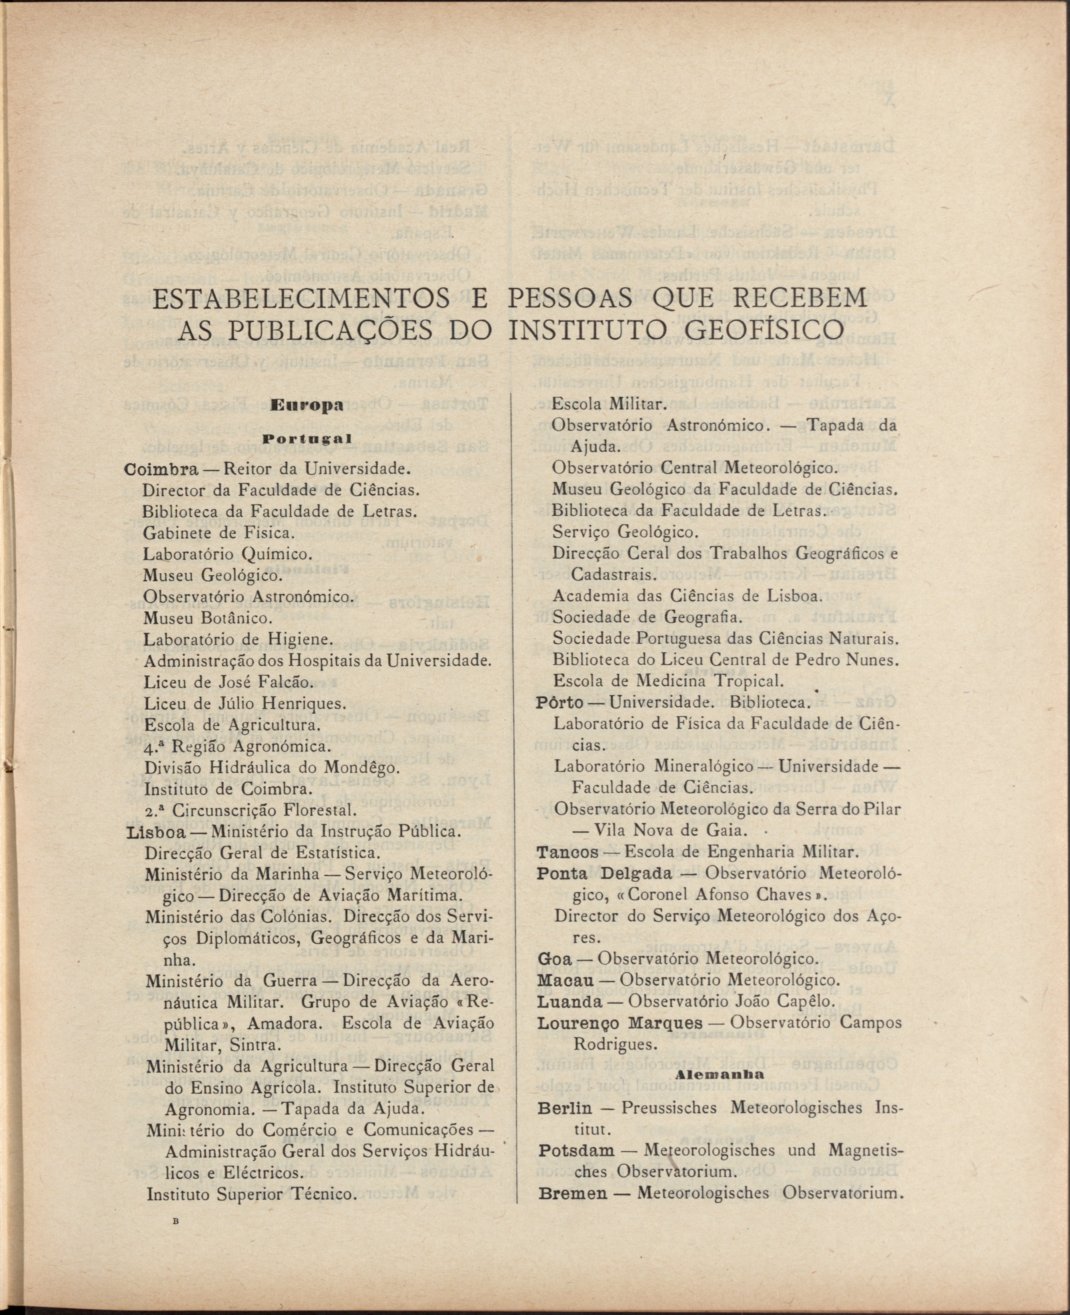 ESTABELECIMENTOS E PESSOAS QUE RECEBEM
AS PUBLICAÇÕES DO INSTITUTO GEOFÍSICO
Europa
Portugal
Coimbra — Reitor da Universidade.
Director da Faculdade de Ciências.
Biblioteca da Faculdade de Letras.
Gabinete de Fisica.
Laboratório Químico.
Museu Geológico.
Observatório Astronómico.
Museu Botânico.
Laboratório de Higiene.
Administração dos Hospitais da Universidade.
Liceu de José Falcão.
Liceu de Júlio Henriques.
Escola de Agricultura.
4.ª Região Agronómica.
Divisão Hidráulica do Mondêgo.
Instituto de Coimbra.
2.ª Circunscrição Florestal.
Lisboa — Ministério da Instrução Pública.
Direcção Geral de Estatística.
Ministério da Marinha — Serviço Meteoroló-
gico — Direcção de Aviação Marítima.
Ministério das Colónias. Direcção dos Servi-
ços Diplomáticos, Geográficos e da Mari-
nha.
Ministério da Guerra — Direcção da Aero-
náutica Militar. Grupo de Aviação «Re-
pública», Amadora. Escola de Aviação
Militar, Sintra.
Ministério da Agricultura — Direcção Geral
do Ensino Agrícola. Instituto Superior de
Agronomia. — Tapada da Ajuda.
Ministério do Comércio e Comunicações —
Administração Geral dos Serviços Hidráu-
licos e Eléctricos.
Instituto Superior Técnico.
B
Escola Militar.
Observatório Astronómico. — Tapada da
Ajuda.
Observatório Central Meteorológico.
Museu Geológico da Faculdade de Ciências.
Biblioteca da Faculdade de Letras.
Serviço Geológico.
Direcção Geral dos Trabalhos Geográficos e
Cadastrais.
Academia das Ciências de Lisboa.
Sociedade de Geografia.
Sociedade Portuguesa das Ciências Naturais.
Biblioteca do Liceu Central de Pedro Nunes.
Escola de Medicina Tropical.
Pôrto — Universidade. Biblioteca.
Laboratório de Física da Faculdade de Ciên-
cias.
Laboratório Mineralógico — Universidade —
Faculdade de Ciências.
Observatório Meteorológico da Serra do Pilar
— Vila Nova de Gaia.
Tancos — Escola de Engenharia Militar.
Ponta Delgada — Observatório Meteoroló-
gico, «Coronel Afonso Chaves».
Director do Serviço Meteorológico dos Aço-
res.
Goa — Observatório Meteorológico.
Macau — Observatório Meteorológico.
Luanda — Observatório João Capêlo.
Lourenço Marques — Observatório Campos
Rodrigues.
Alemanha
Berlin — Preussisches Meteorologisches Ins-
titut.
Potsdam — Meteorologisches und Magnetis-
ches Observatorium.
Bremen — Meteorologisches Observatorium.